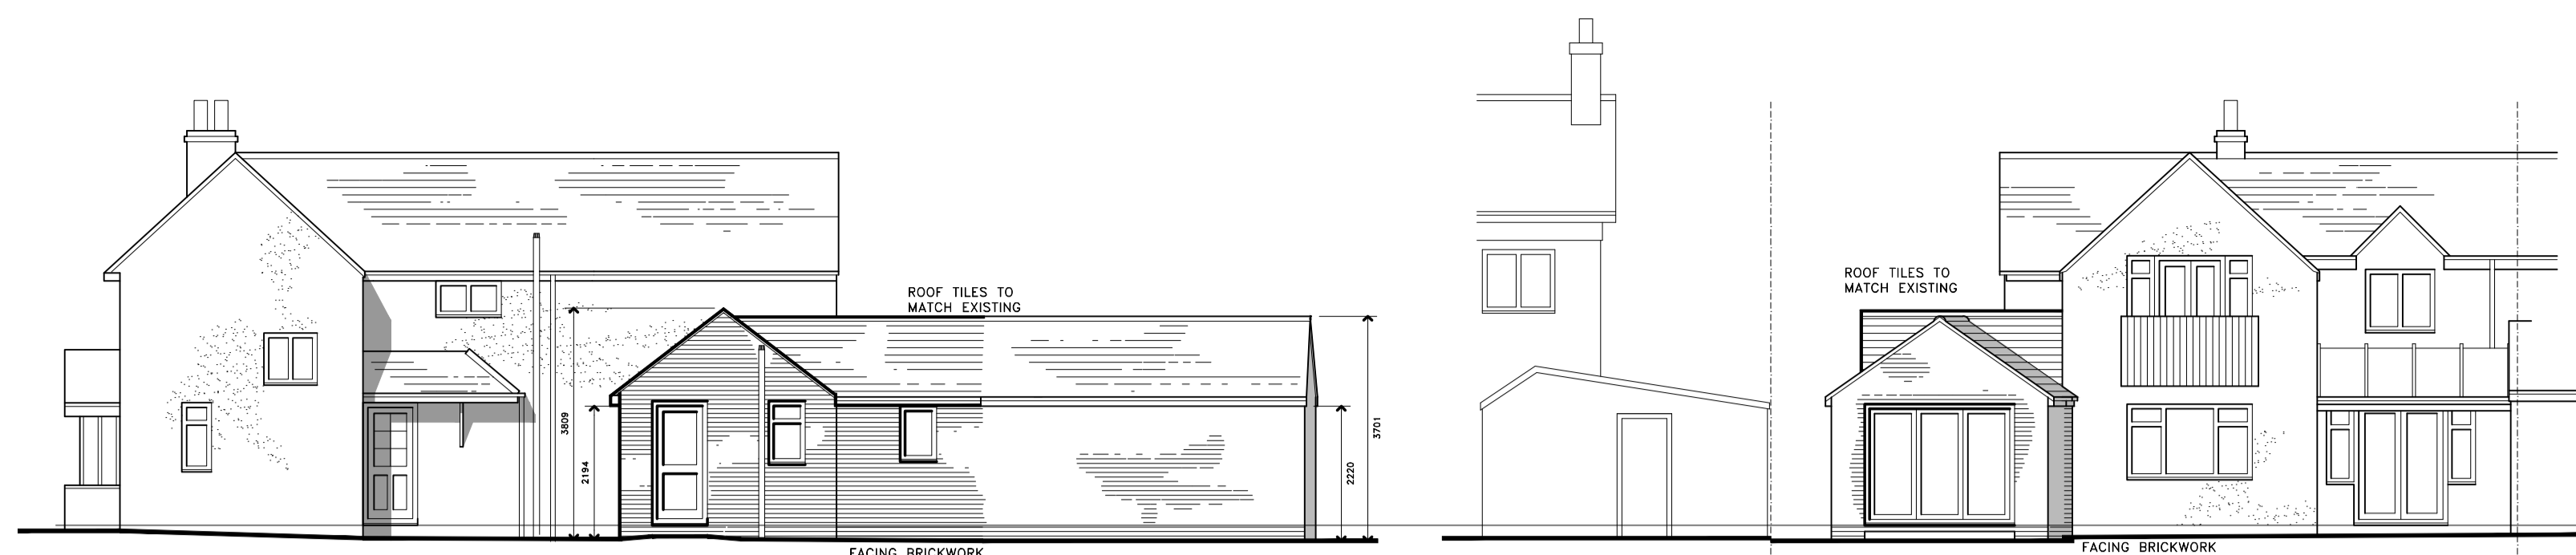 ROOF TILES TO
MATCH EXISTING
3809
2194
2220
3701
FACING BRICKWORK
ROOF TILES TO
MATCH EXISTING
FACING BRICKWORK